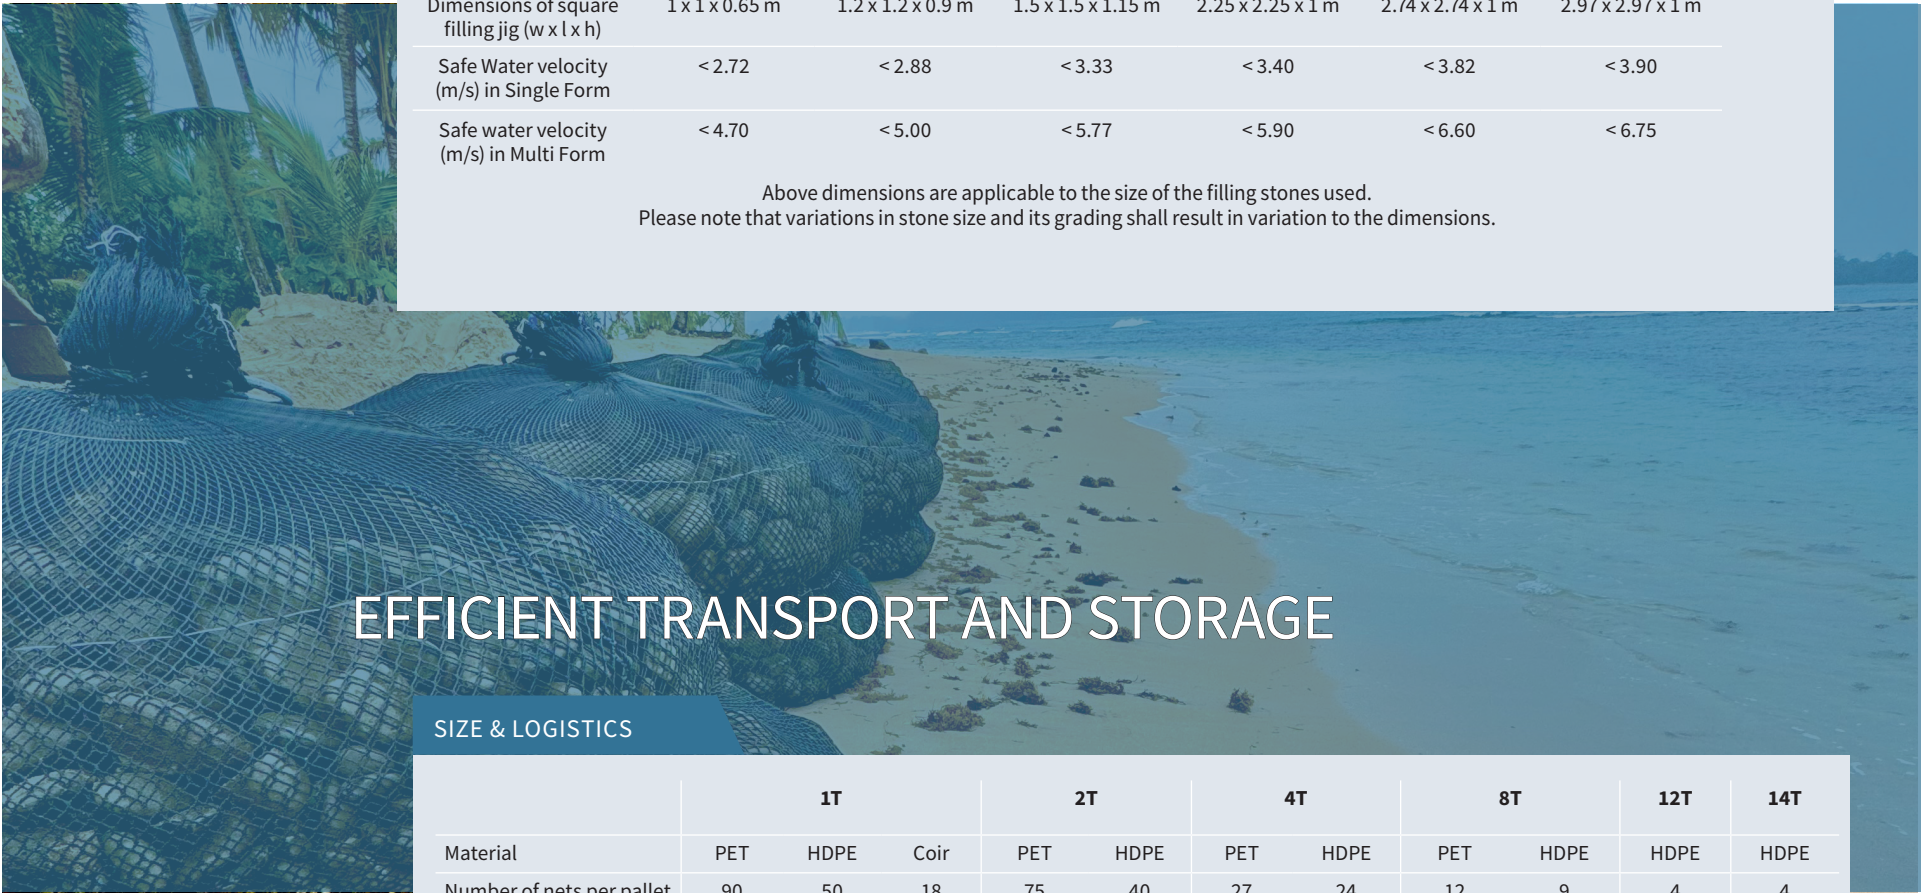 Dimensions of square 1 x 1 x 0.65 m 1.2 x 1.2 x 0.9 m 1.5 x 1.5 x 1.15 m 2.25 x 2.25 x 1 m 2.74 x 2.74 x 1 m 2.97 x 2.97 x 1 m
filling jig (w x l x h)
Safe Water velocity < 2.72 < 2.88 < 3.33 < 3.40 < 3.82 < 3.90
(m/s) in Single Form
Safe water velocity < 4.70 < 5.00 < 5.77 < 5.90 < 6.60 < 6.75
(m/s) in Multi Form
Above dimensions are applicable to the size of the filling stones used.
Please note that variations in stone size and its grading shall result in variation to the dimensions.
EFFICIENT TRANSPORT AND STORAGE
SIZE & LOGISTICS
1T 2T 4T 8T 12T 14T
Material PET HDPE Coir PET HDPE PET HDPE PET HDPE HDPE HDPE
Number of nets per pallet 90 50 18 75 40 27 24 12 9 4 4